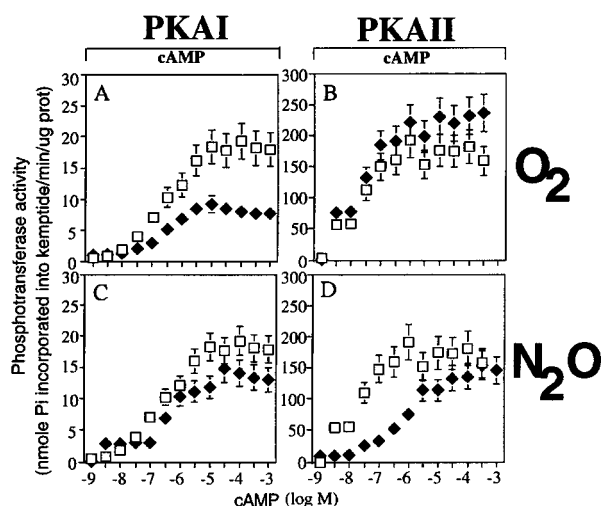 PKAI PKAII
cAMP cAMP
Phosphotransferase activity
(nmole Pi incorporated into kemptide/min/ug prot)
A
30
25
20
15
10
5
0
B
300
250
200
150
100
50
0
O2
C
30
25
20
15
10
5
0
-9 -8 -7 -6 -5 -4 -3
D
300
150
200
150
100
50
0
-9 -8 -7 -6 -5 -4 -3
N2O
cAMP (log M)